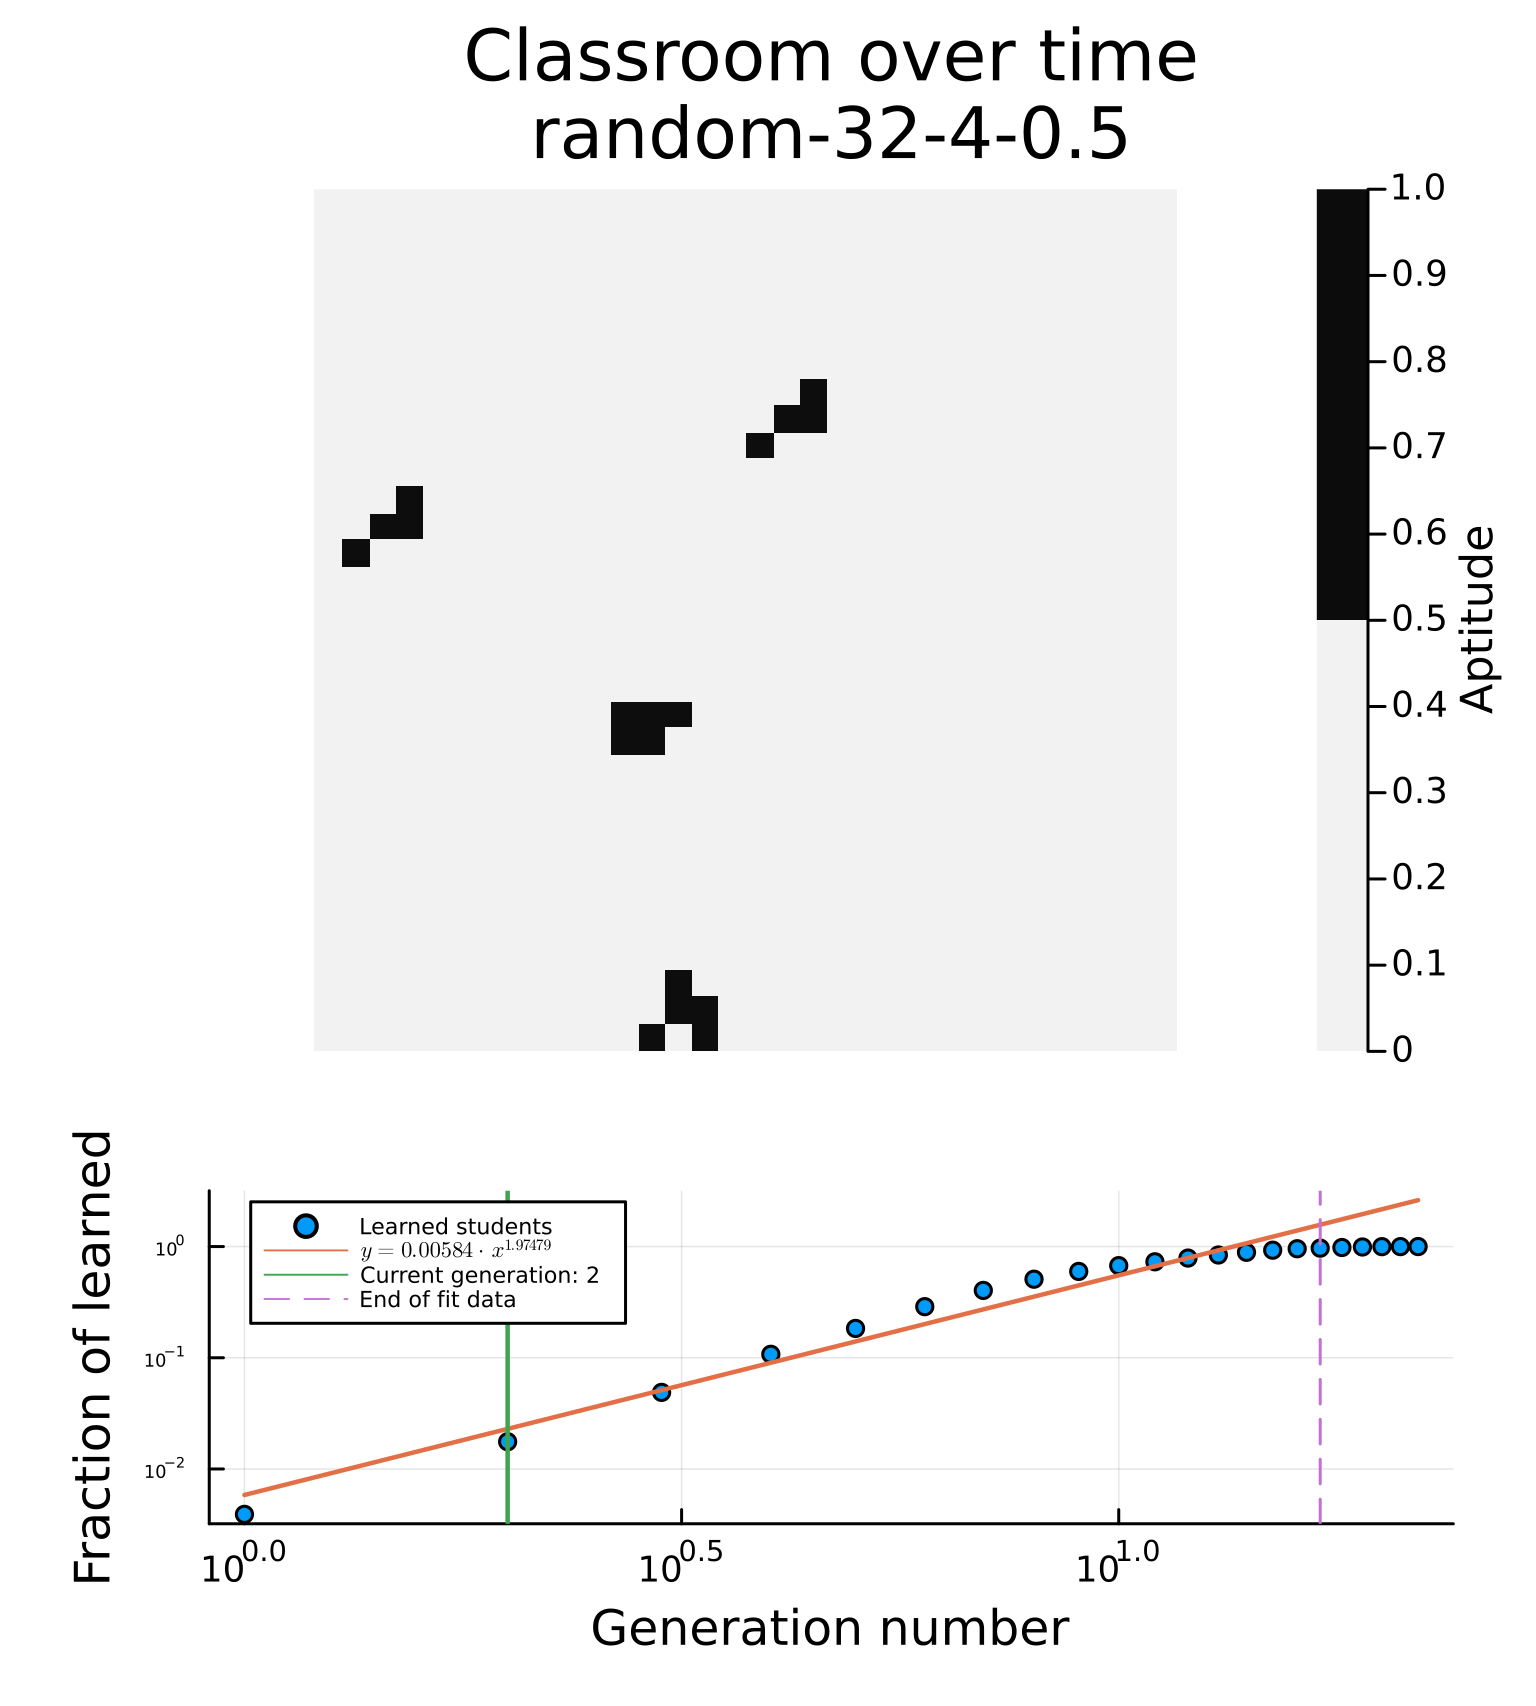 Classroom over time
random-32-4-0.5
1.0
0.9
0.8
0.7
0.6
0.5
0.4
0.3
0.2
0.1
0
Aptitude
Fraction of learned
10^0
10^−1
10^−2
Learned students
y = 0.00584 · x^1.97479
Current generation: 2
End of fit data
10^0.0
10^0.5
10^1.0
Generation number